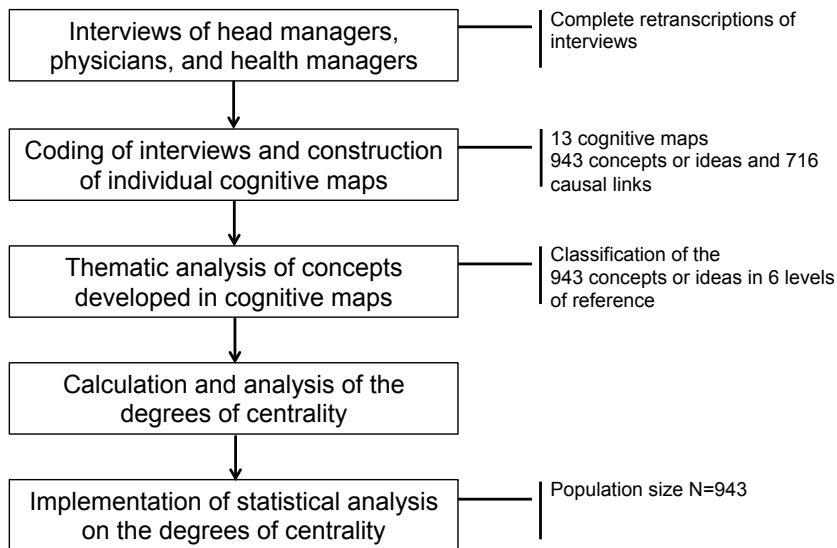 Interviews of head managers,
physicians, and health managers
Complete retranscriptions of
interviews
Coding of interviews and construction
of individual cognitive maps
13 cognitive maps
943 concepts or ideas and 716
causal links
Thematic analysis of concepts
developed in cognitive maps
Classification of the
943 concepts or ideas in 6 levels
of reference
Calculation and analysis of the
degrees of centrality
Implementation of statistical analysis
on the degrees of centrality
Population size N=943